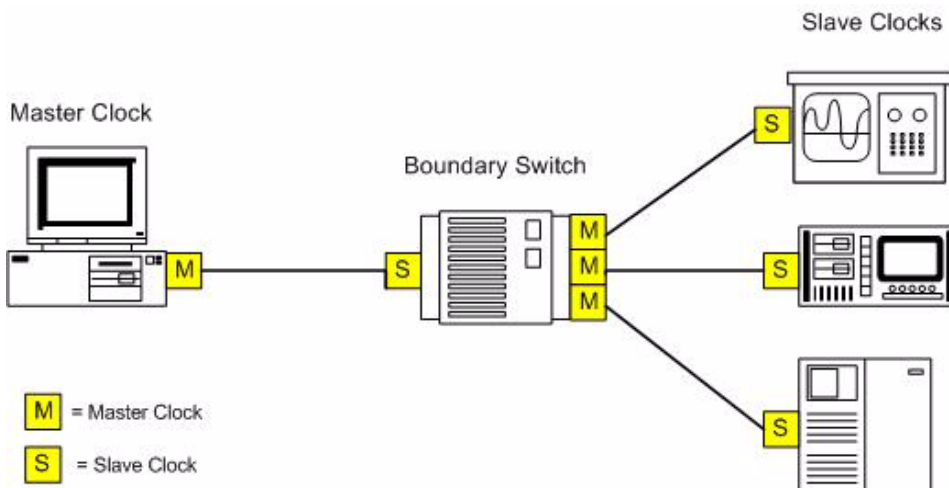 Slave Clocks
Master Clock
S
Boundary Switch
M
M
S
M
S
M
S
M = Master Clock
S = Slave Clock